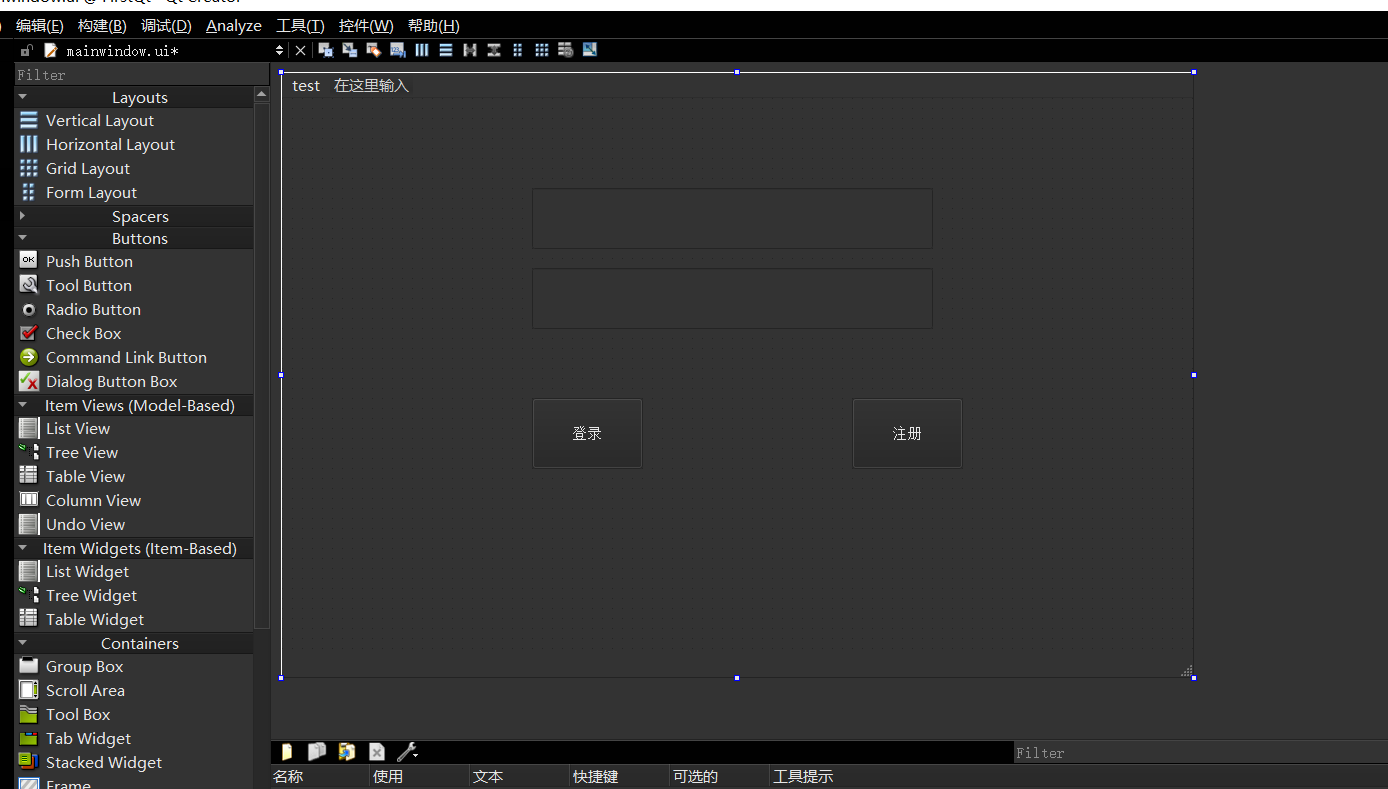 编辑(E) 构建(B) 调试(D) Analyze 工具(T) 控件(W) 帮助(H)
mainwindow.ui*
Filter
Layouts
Vertical Layout
Horizontal Layout
Grid Layout
Form Layout
Spacers
Buttons
Push Button
Tool Button
Radio Button
Check Box
Command Link Button
Dialog Button Box
Item Views (Model-Based)
List View
Tree View
Table View
Column View
Undo View
Item Widgets (Item-Based)
List Widget
Tree Widget
Table Widget
Containers
Group Box
Scroll Area
Tool Box
Tab Widget
Stacked Widget
Frame
test 在这里输入
登录 注册
Filter
名称 使用 文本 快捷键 可选的 工具提示